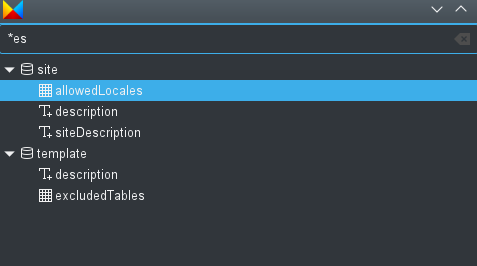 *es
site
allowedLocales
description
siteDescription
template
description
excludedTables